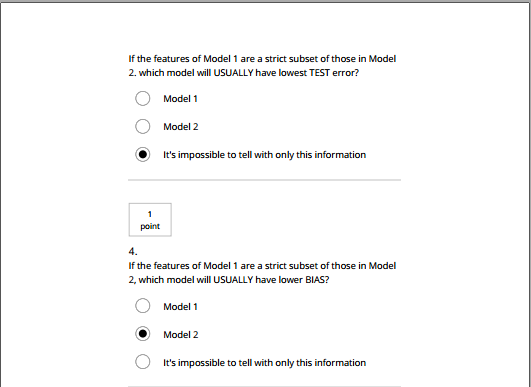 If the features of Model 1 are a strict subset of those in Model
2. which model will USUALLY have lowest TEST error?
Model 1
Model 2
It's impossible to tell with only this information
1
point
4.
If the features of Model 1 are a strict subset of those in Model
2, which model will USUALLY have lower BIAS?
Model 1
Model 2
It's impossible to tell with only this information